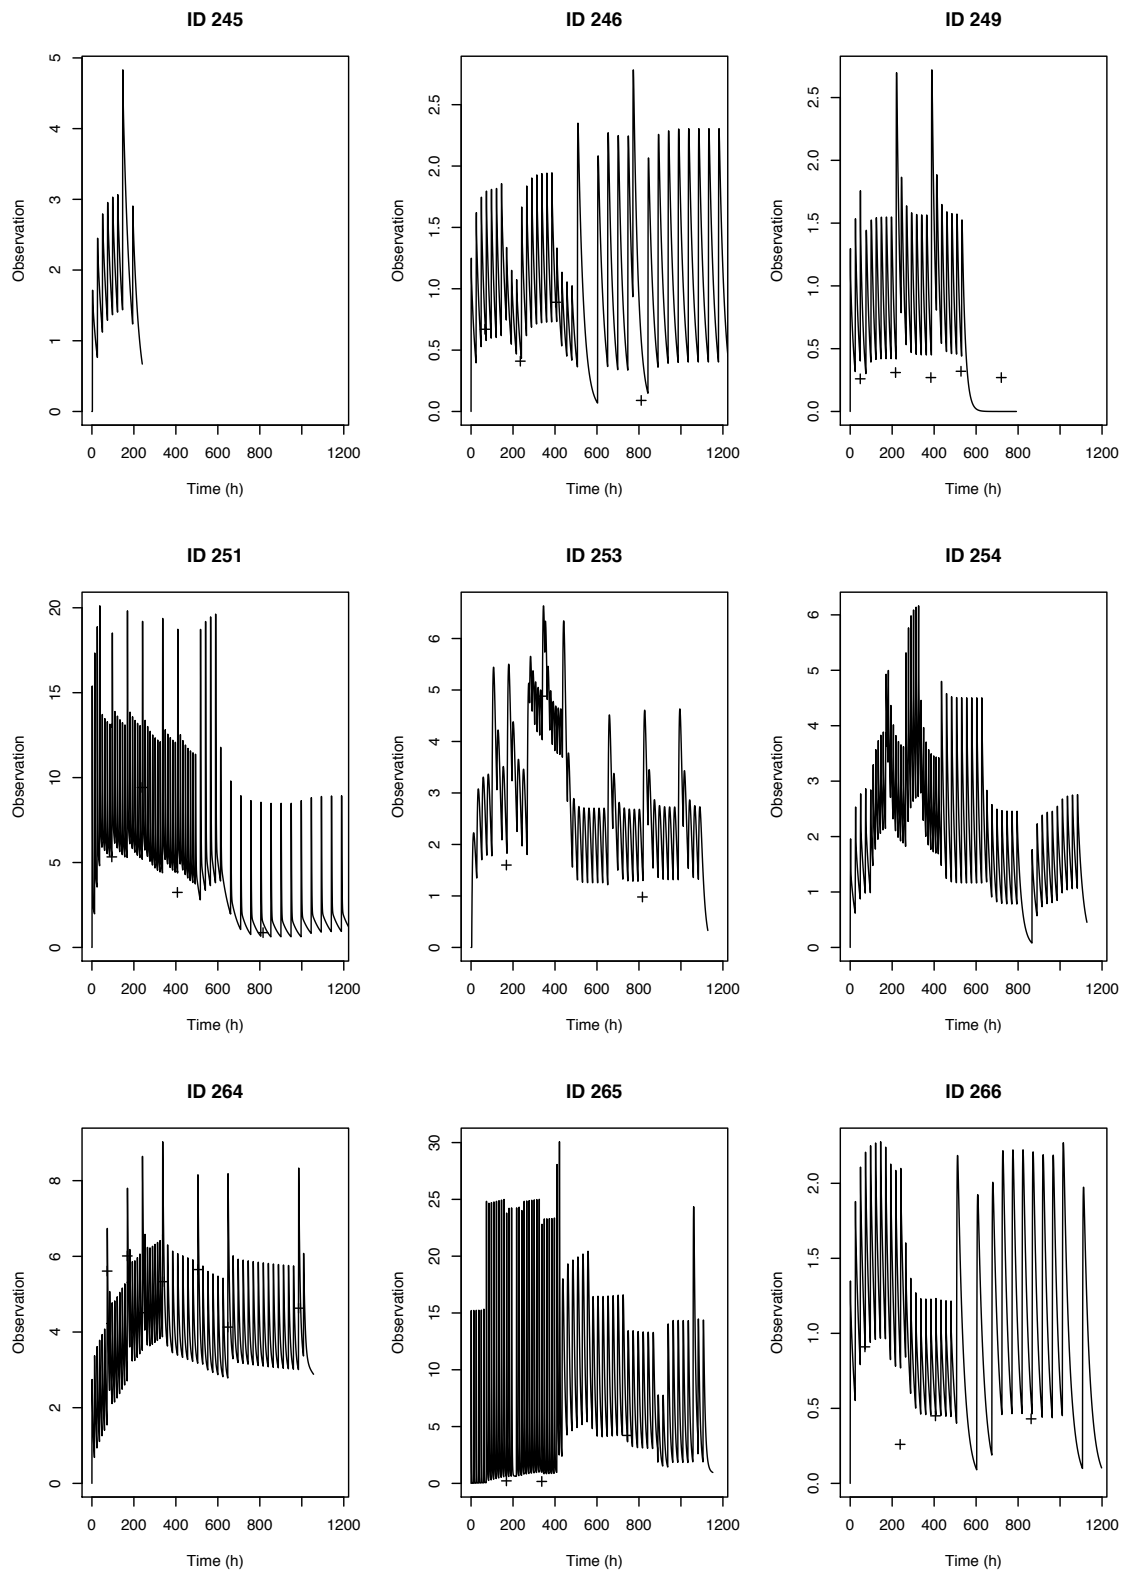 ID 245
ID 246
ID 249
Observation
0 1 2 3 4 5
0 200 400 600 800 1200
Time (h)
Observation
0.0 0.5 1.0 1.5 2.0 2.5
0 200 400 600 800 1200
Time (h)
Observation
0.0 0.5 1.0 1.5 2.0 2.5
0 200 400 600 800 1200
Time (h)
ID 251
ID 253
ID 254
Observation
0 5 10 15 20
0 200 400 600 800 1200
Time (h)
Observation
0 1 2 3 4 5 6
0 200 400 600 800 1200
Time (h)
Observation
0 1 2 3 4 5 6
0 200 400 600 800 1200
Time (h)
ID 264
ID 265
ID 266
Observation
0 2 4 6 8
0 200 400 600 800 1200
Time (h)
Observation
0 5 10 15 20 25 30
0 200 400 600 800 1200
Time (h)
Observation
0.0 0.5 1.0 1.5 2.0
0 200 400 600 800 1200
Time (h)